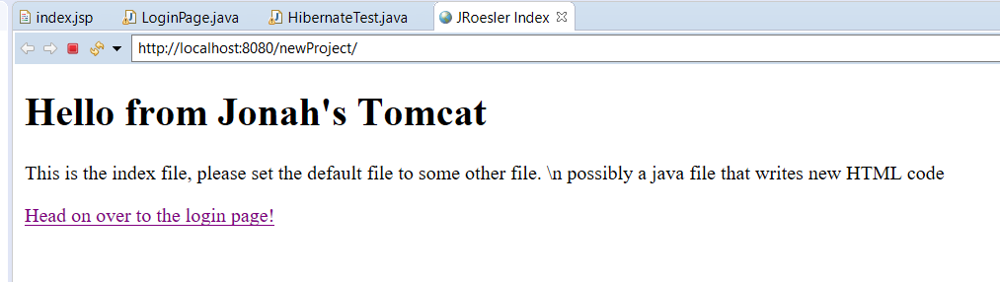 index.jsp LoginPage.java HibernateTest.java JRoesler Index
http://localhost:8080/newProject/
Hello from Jonah's Tomcat
This is the index file, please set the default file to some other file. \n possibly a java file that writes new HTML code
Head on over to the login page!